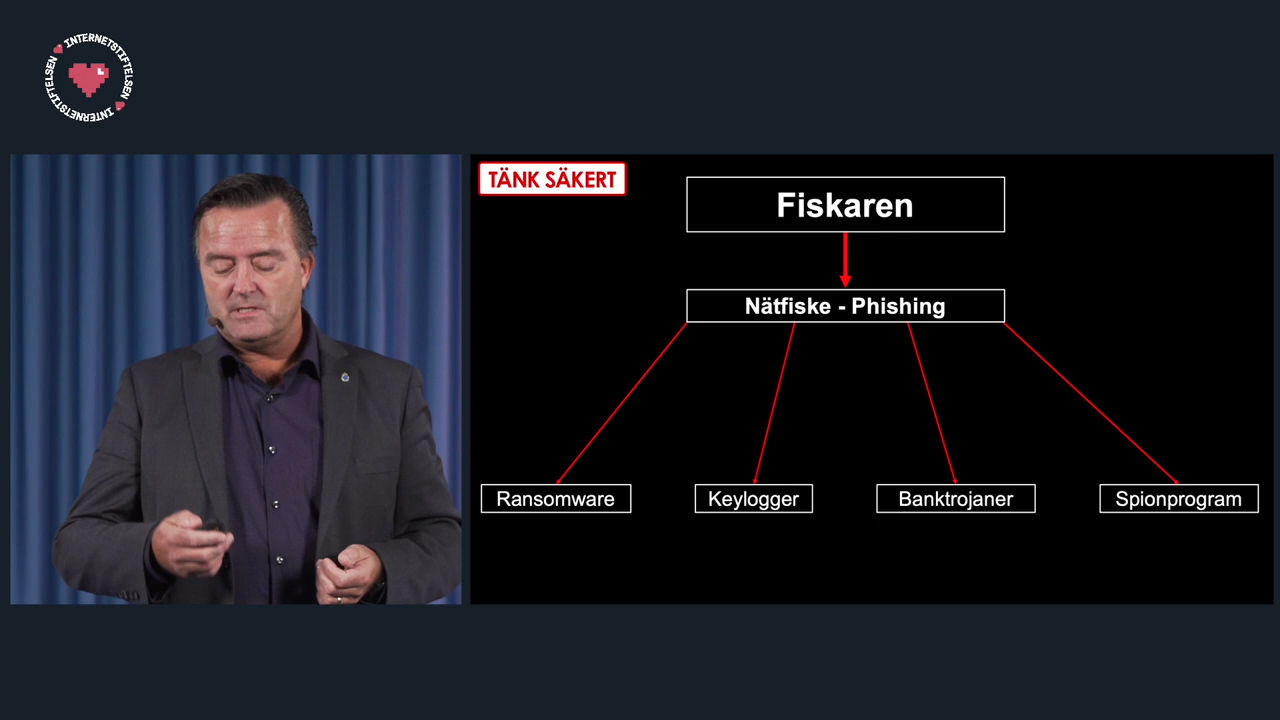 INTERNETSTIFTELSEN
INTERNETSTIFTELSEN
TÄNK SÄKERT
Fiskaren
Nätfiske - Phishing
Ransomware
Keylogger
Banktrojaner
Spionprogram